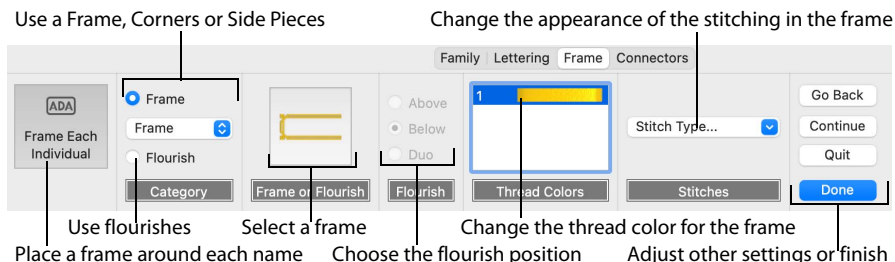 Use a Frame, Corners or Side Pieces
Change the appearance of the stitching in the frame
Family
Lettering
Frame
Connectors
ADA
Frame Each
Individual
Frame
Frame
Flourish
Category
Frame or Flourish
Above
Below
Duo
Flourish
1
Thread Colors
Stitch Type...
Stitches
Go Back
Continue
Quit
Done
Use flourishes
Select a frame
Change the thread color for the frame
Place a frame around each name
Choose the flourish position
Adjust other settings or finish